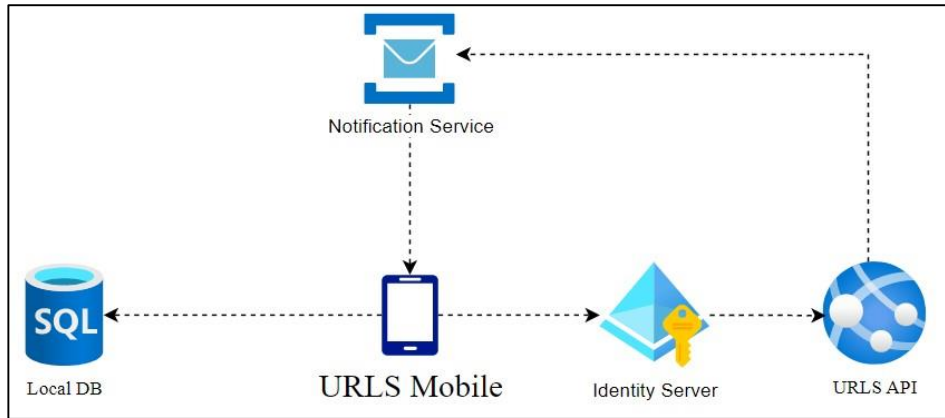 Notification Service
SQL
Local DB
URLS Mobile
Identity Server
URLS API